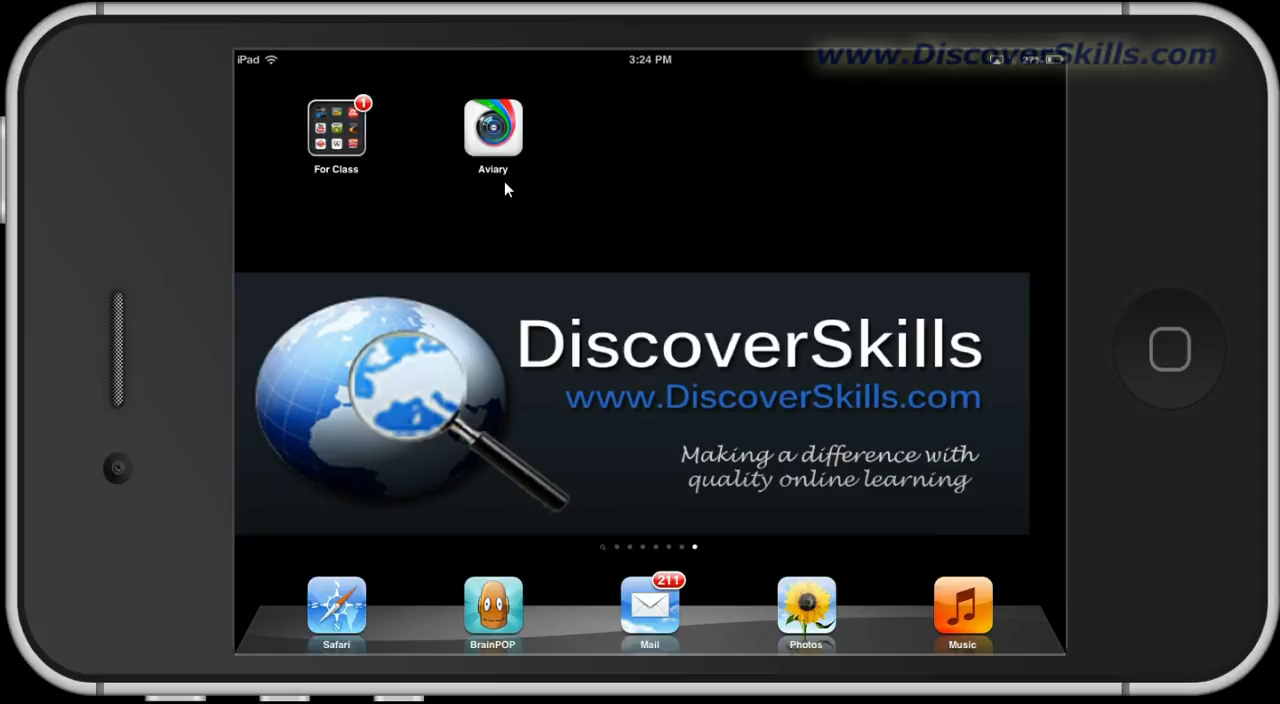 www.DiscoverSkills.com
iPad 3:24 PM 27%
1
For Class Aviary
DiscoverSkills
www.DiscoverSkills.com
Making a difference with
quality online learning
211
Safari BrainPOP Mail Photos Music